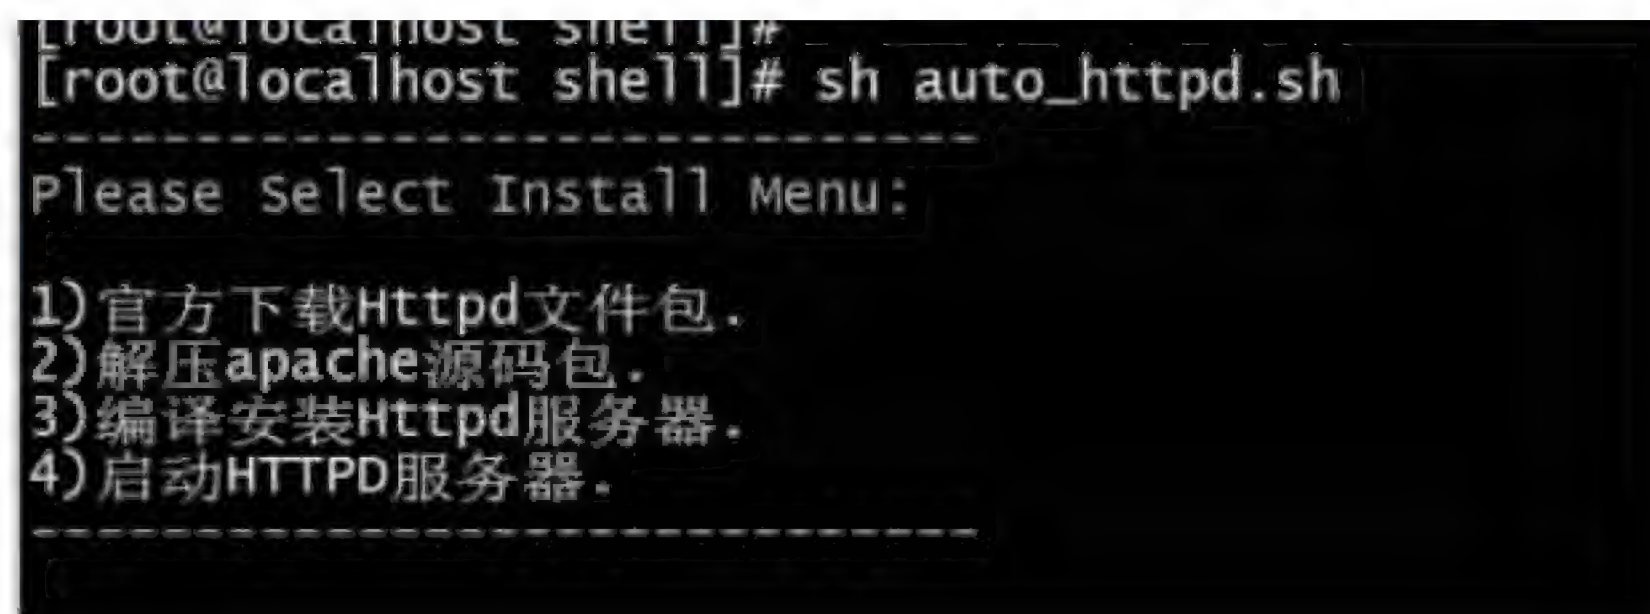 [root@localhost shell]#
[root@localhost shell]# sh auto_httpd.sh
------------------------------
Please Select Install Menu:
1)官方下载Httpd文件包.
2)解压apache源码包.
3)编译安装Httpd服务器.
4)启动HTTPD服务器.
------------------------------